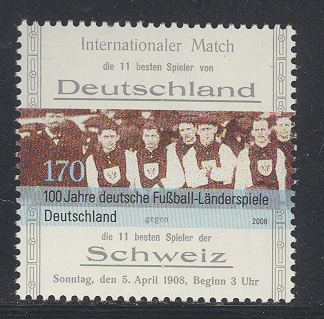 Internationaler Match
die 11 besten Spieler von
Deutschland
170
100 Jahre deutsche Fußball-Länderspiele
Deutschland
gegen
2008
die 11 besten Spieler der
Schweiz
Sonntag, den 5. April 1908, Beginn 3 Uhr